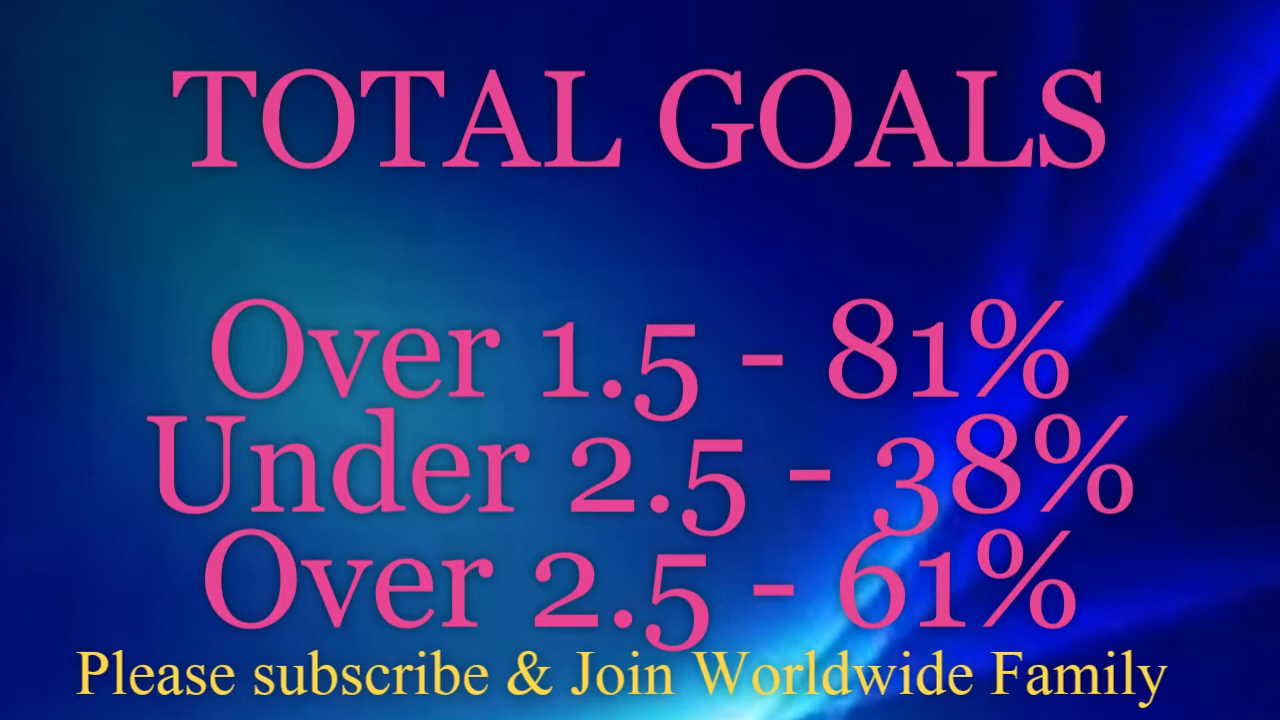 TOTAL GOALS
Over 1.5 - 81%
Under 2.5 - 38%
Over 2.5 - 61%
Please subscribe & Join Worldwide Family